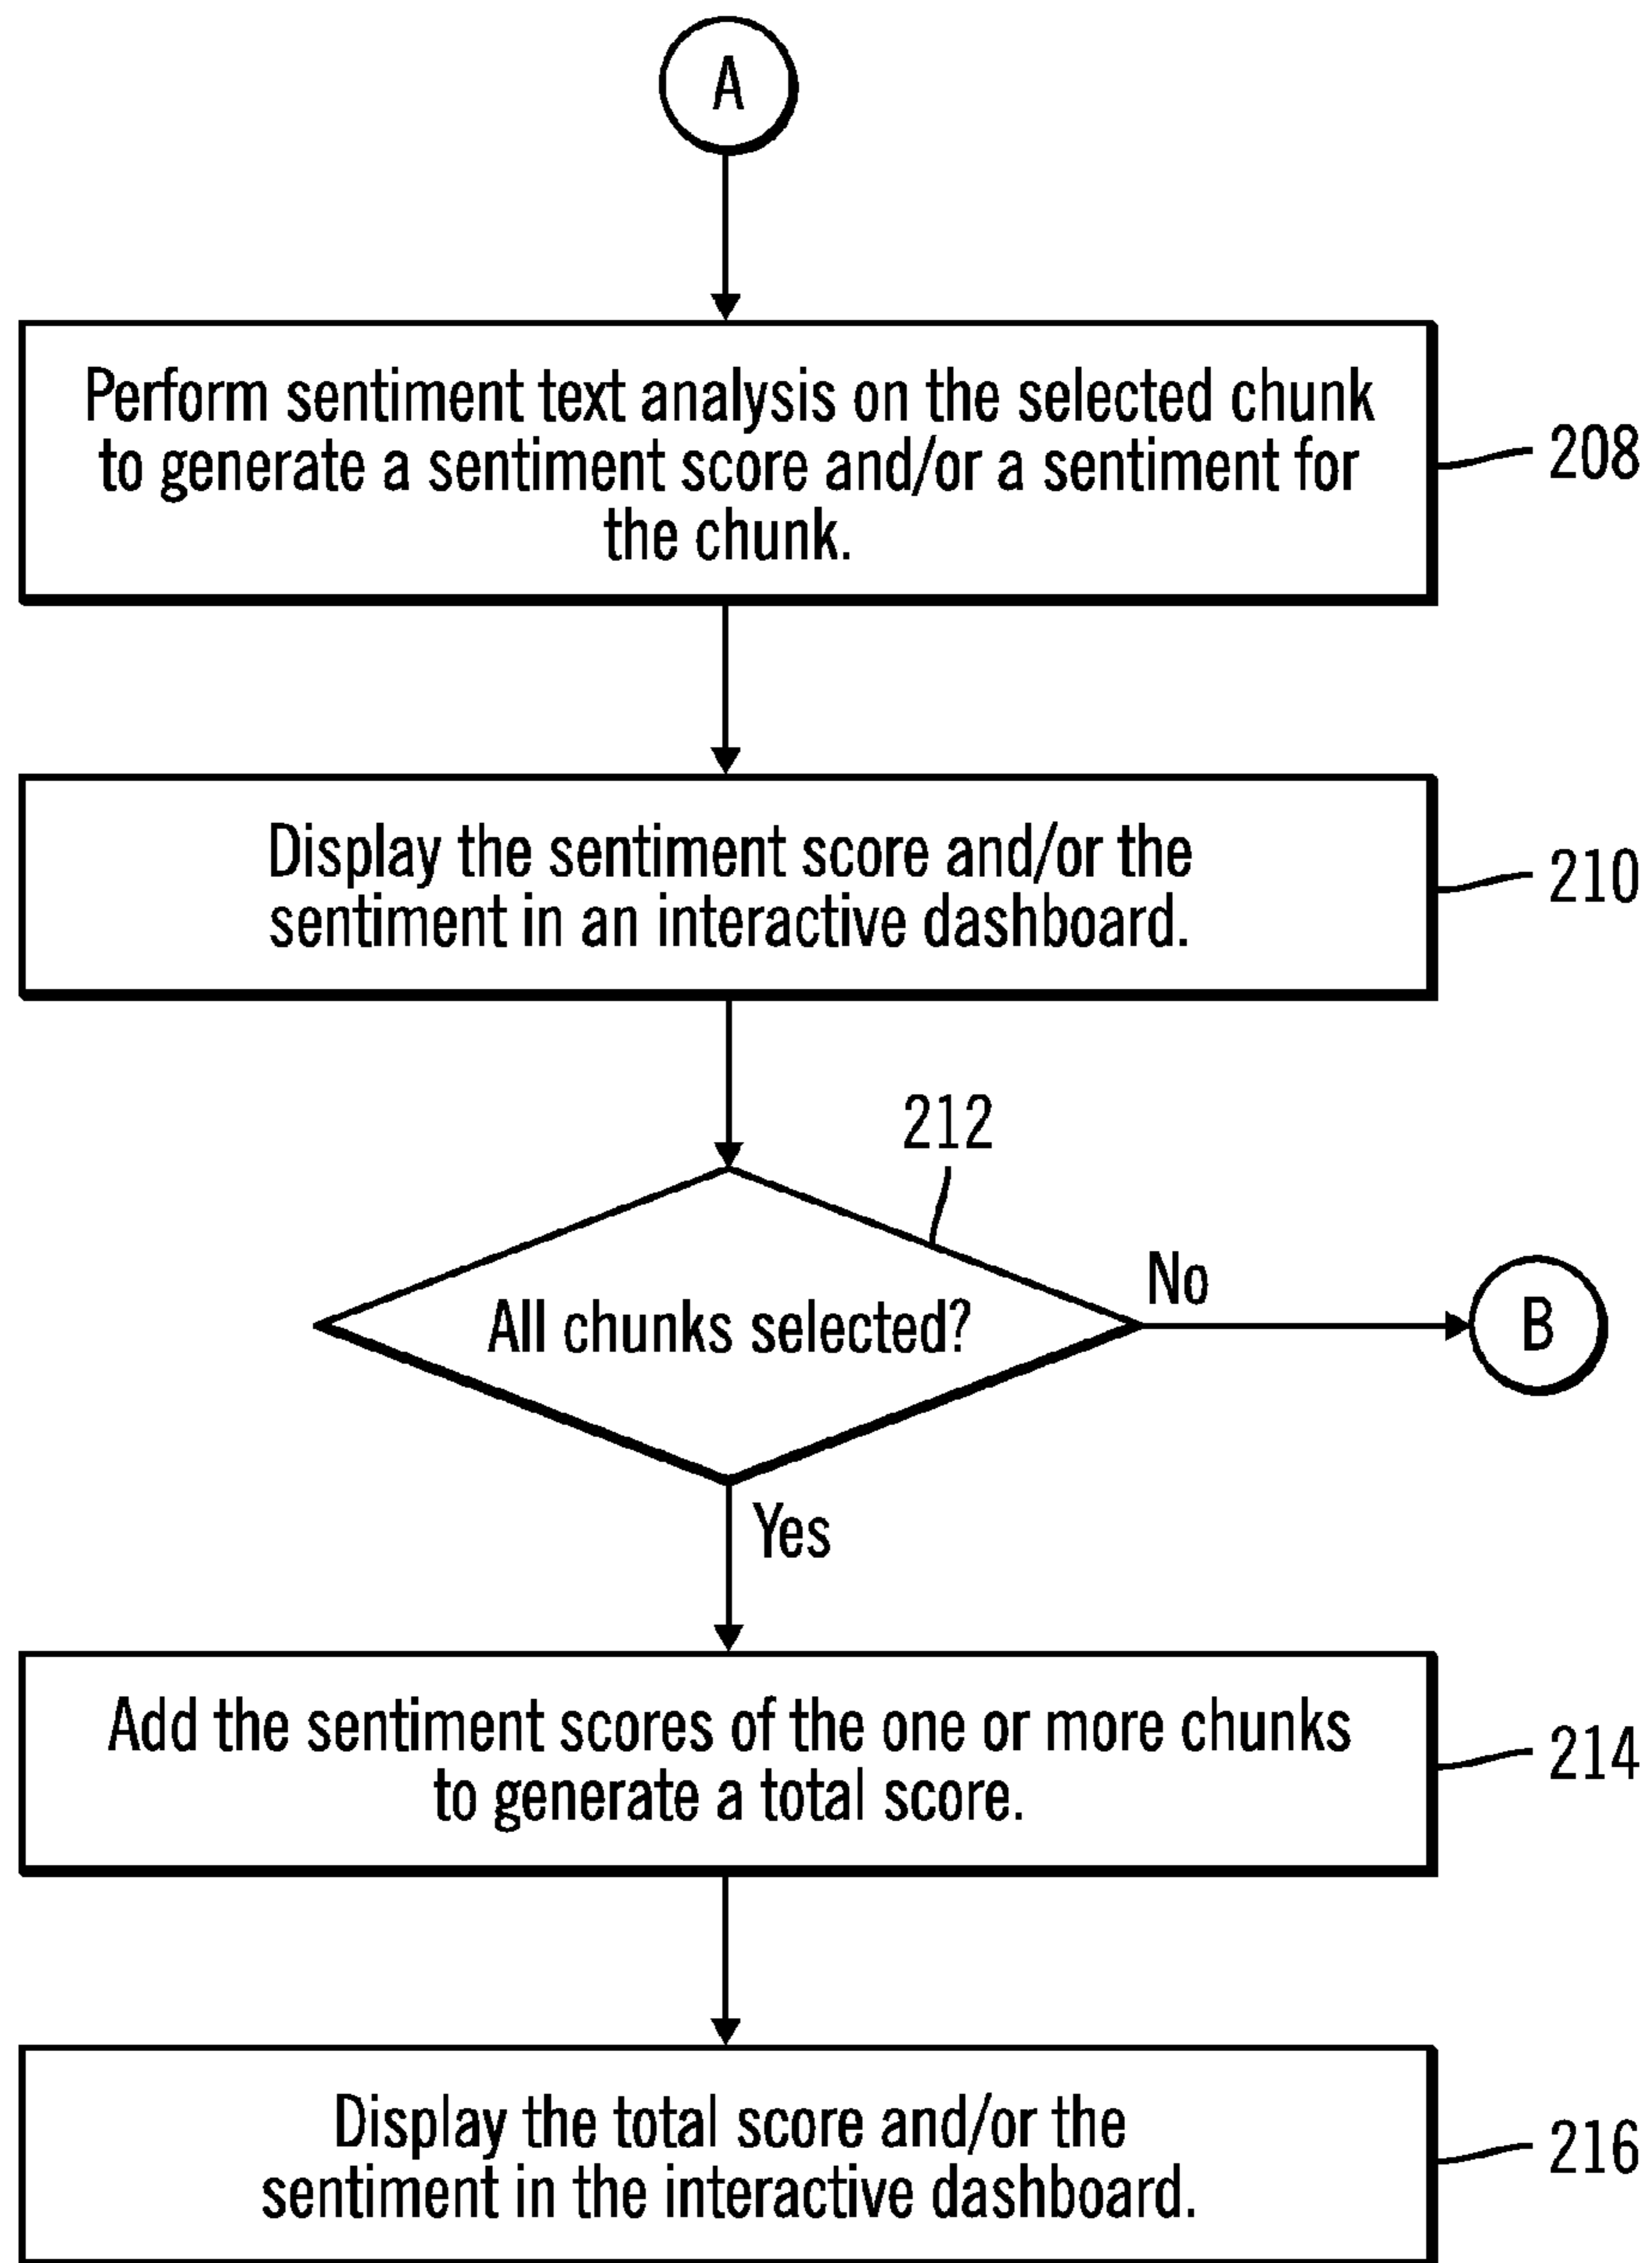 A
Perform sentiment text analysis on the selected chunk
to generate a sentiment score and/or a sentiment for
the chunk.
208
Display the sentiment score and/or the
sentiment in an interactive dashboard.
210
212
All chunks selected?
No
B
Yes
Add the sentiment scores of the one or more chunks
to generate a total score.
214
Display the total score and/or the
sentiment in the interactive dashboard.
216